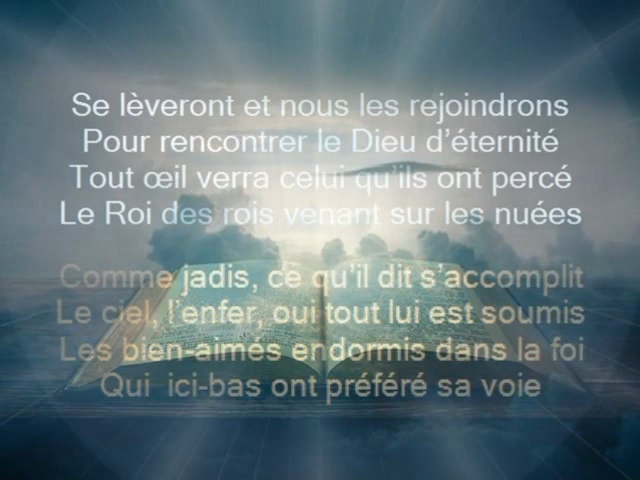 Se lèveront et nous les rejoindrons
Pour rencontrer le Dieu d’éternité
Tout œil verra celui qu’ils ont percé
Le Roi des rois venant sur les nuées
Comme jadis, ce qu’il dit s’accomplit
Le ciel, l’enfer, oui tout lui est soumis
Les bien-aimés endormis dans la foi
Qui ici-bas ont préféré sa voie